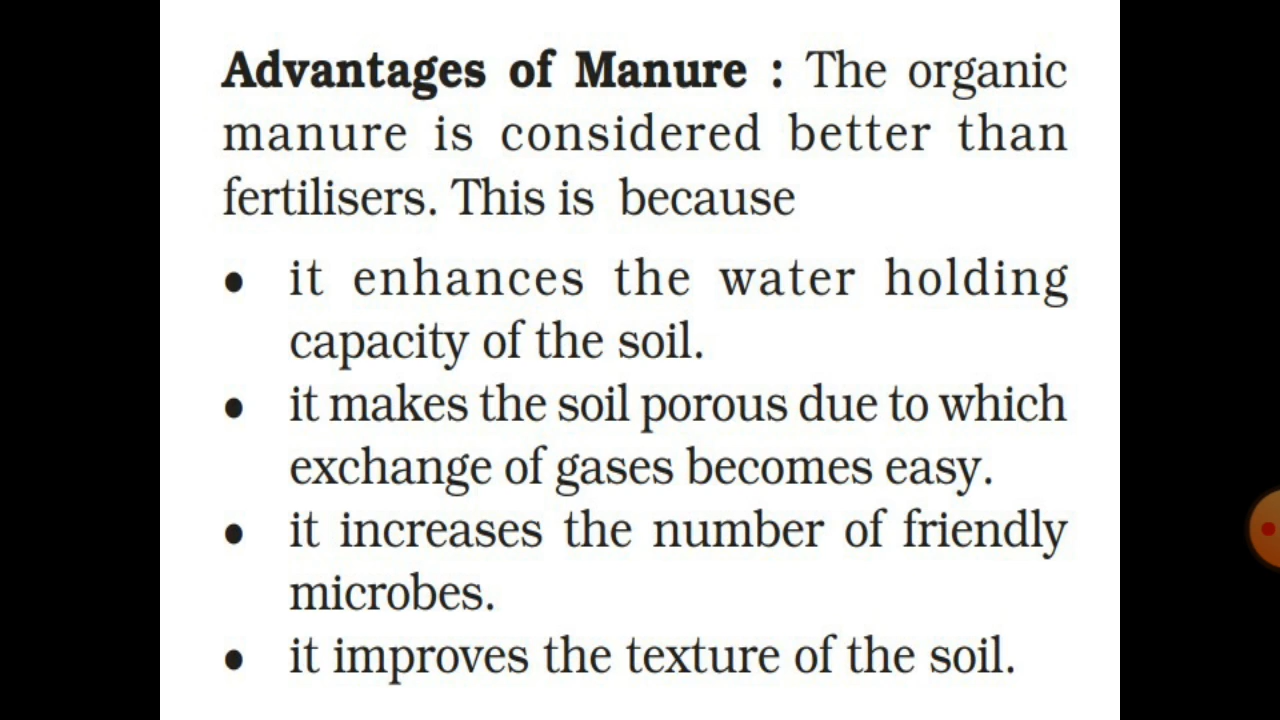 Advantages of Manure : The organic
manure is considered better than
fertilisers. This is because
● it enhances the water holding
capacity of the soil.
● it makes the soil porous due to which
exchange of gases becomes easy.
● it increases the number of friendly
microbes.
● it improves the texture of the soil.